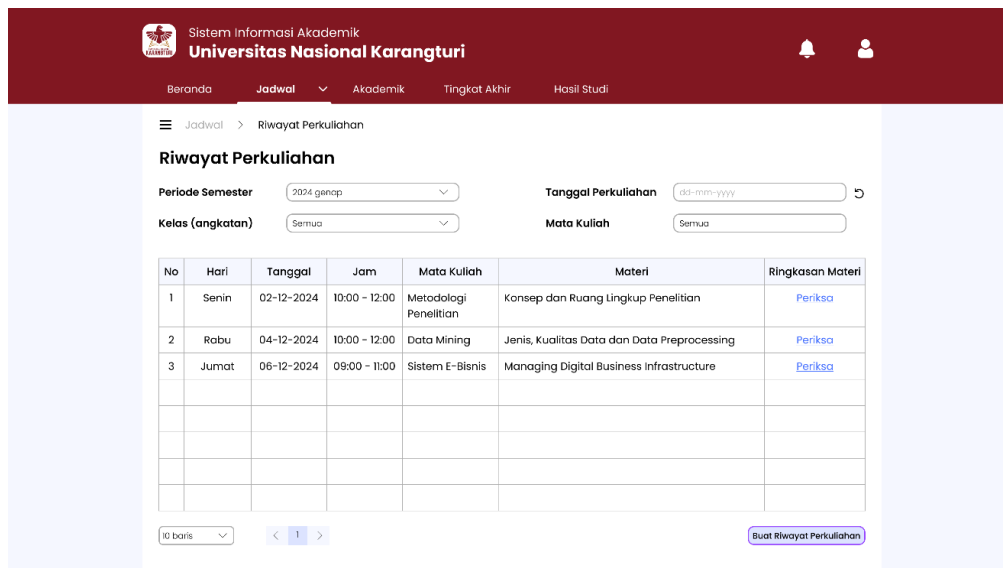 KARANGTURI
Sistem Informasi Akademik
Universitas Nasional Karangturi
Beranda Jadwal Akademik Tingkat Akhir Hasil Studi
Jadwal > Riwayat Perkuliahan
Riwayat Perkuliahan
Periode Semester 2024 genap Tanggal Perkuliahan dd-mm-yyyy
Kelas (angkatan) Semua Mata Kuliah Semua
No Hari Tanggal Jam Mata Kuliah Materi Ringkasan Materi
1 Senin 02-12-2024 10:00 - 12:00 Metodologi Konsep dan Ruang Lingkup Penelitian Periksa
Penelitian
2 Rabu 04-12-2024 10:00 - 12:00 Data Mining Jenis, Kualitas Data dan Data Preprocessing Periksa
3 Jumat 06-12-2024 09:00 - 11:00 Sistem E-Bisnis Managing Digital Business Infrastructure Periksa
10 baris < 1 > Buat Riwayat Perkuliahan